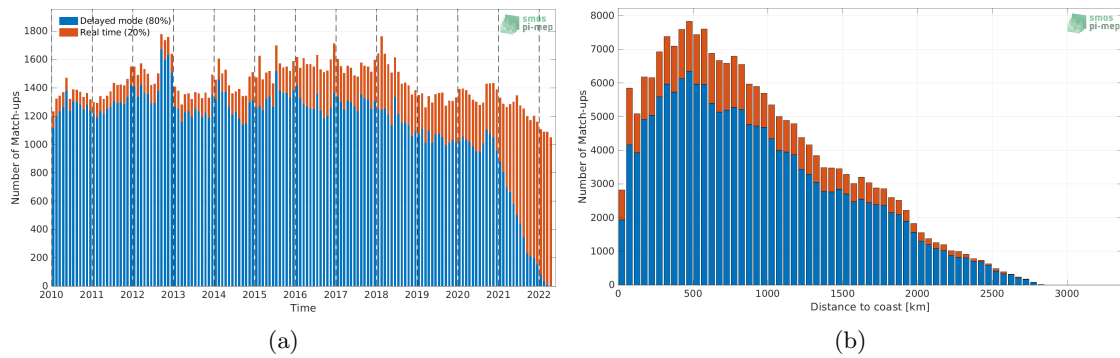 Delayed mode (80%)
Real time (20%)
smos
pi-mep
Number of Match-ups
1800
1600
1400
1200
1000
800
600
400
200
0
2010 2011 2012 2013 2014 2015 2016 2017 2018 2019 2020 2021 2022
Time
(a)
smos
pi-mep
Number of Match-ups
8000
7000
6000
5000
4000
3000
2000
1000
0
0 500 1000 1500 2000 2500 3000
Distance to coast [km]
(b)